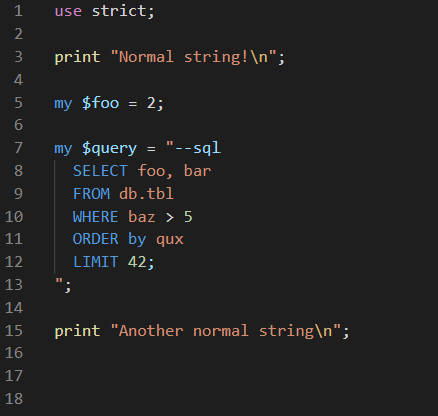 1 use strict;
2
3 print "Normal string!\n";
4
5 my $foo = 2;
6
7 my $query = "--sql
8   SELECT foo, bar
9   FROM db.tbl
10   WHERE baz > 5
11   ORDER by qux
12   LIMIT 42;
13 ";
14
15 print "Another normal string\n";
16
17
18